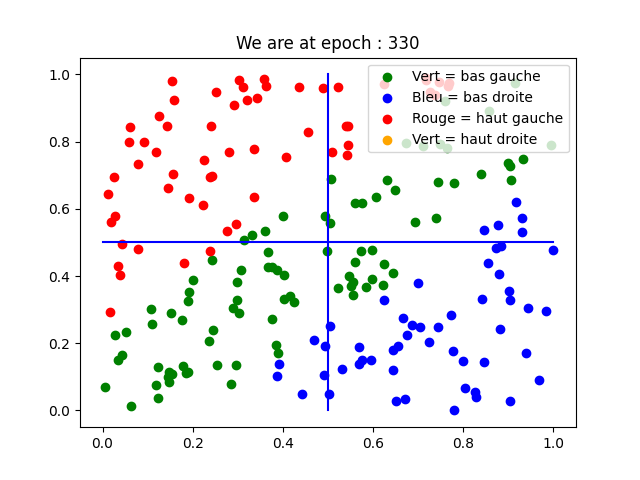 We are at epoch : 330
Vert = bas gauche
Bleu = bas droite
Rouge = haut gauche
Vert = haut droite
1.0
0.8
0.6
0.4
0.2
0.0
0.0 0.2 0.4 0.6 0.8 1.0